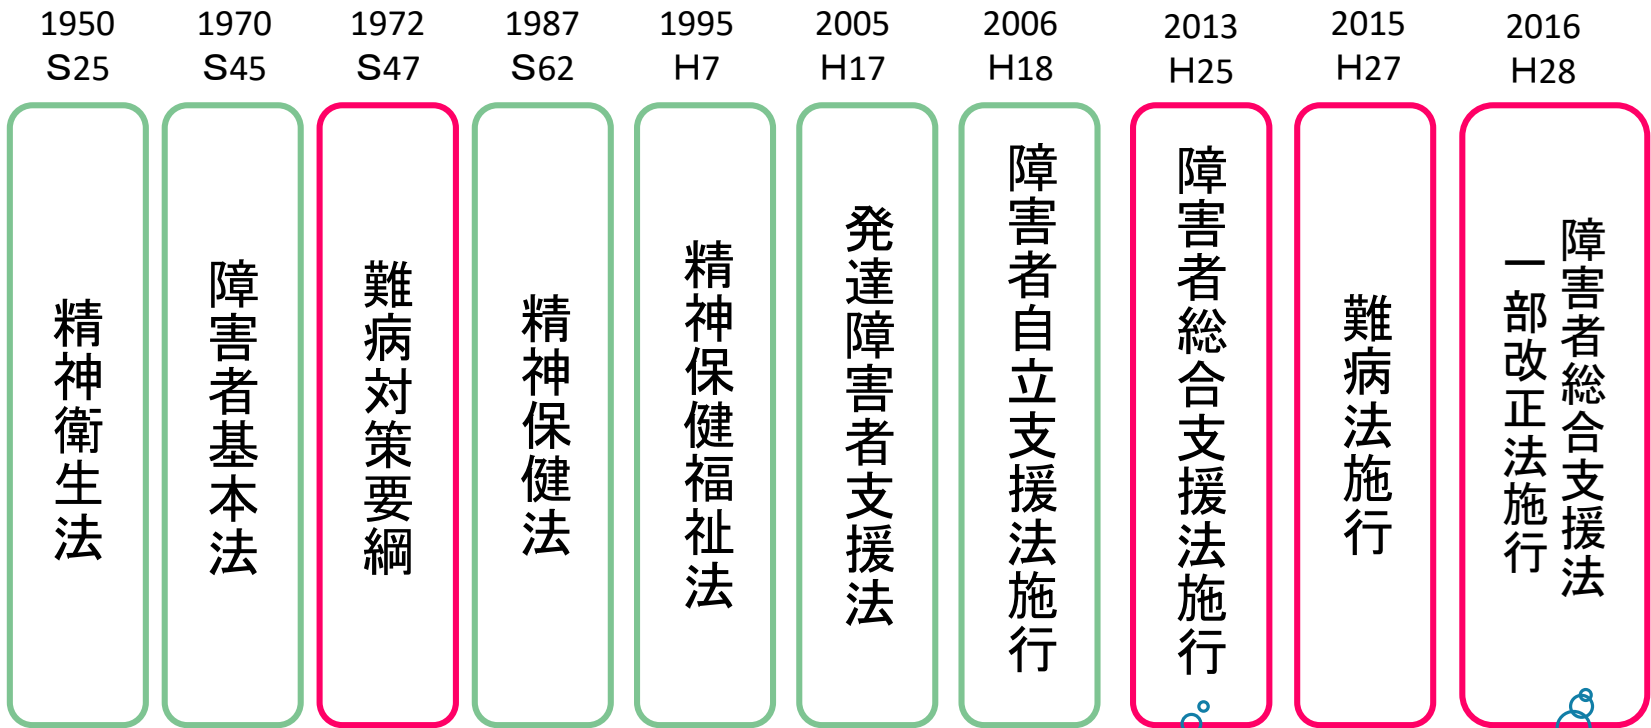 1950
S25
精神衛生法
1970
S45
障害者基本法
1972
S47
難病対策要綱
1987
S62
精神保健法
1995
H7
精神保健福祉法
2005
H17
発達障害者支援法
2006
H18
障害者自立支援法施行
2013
H25
障害者総合支援法施行
2015
H27
難病法施行
2016
H28
障害者総合支援法
一部改正法施行